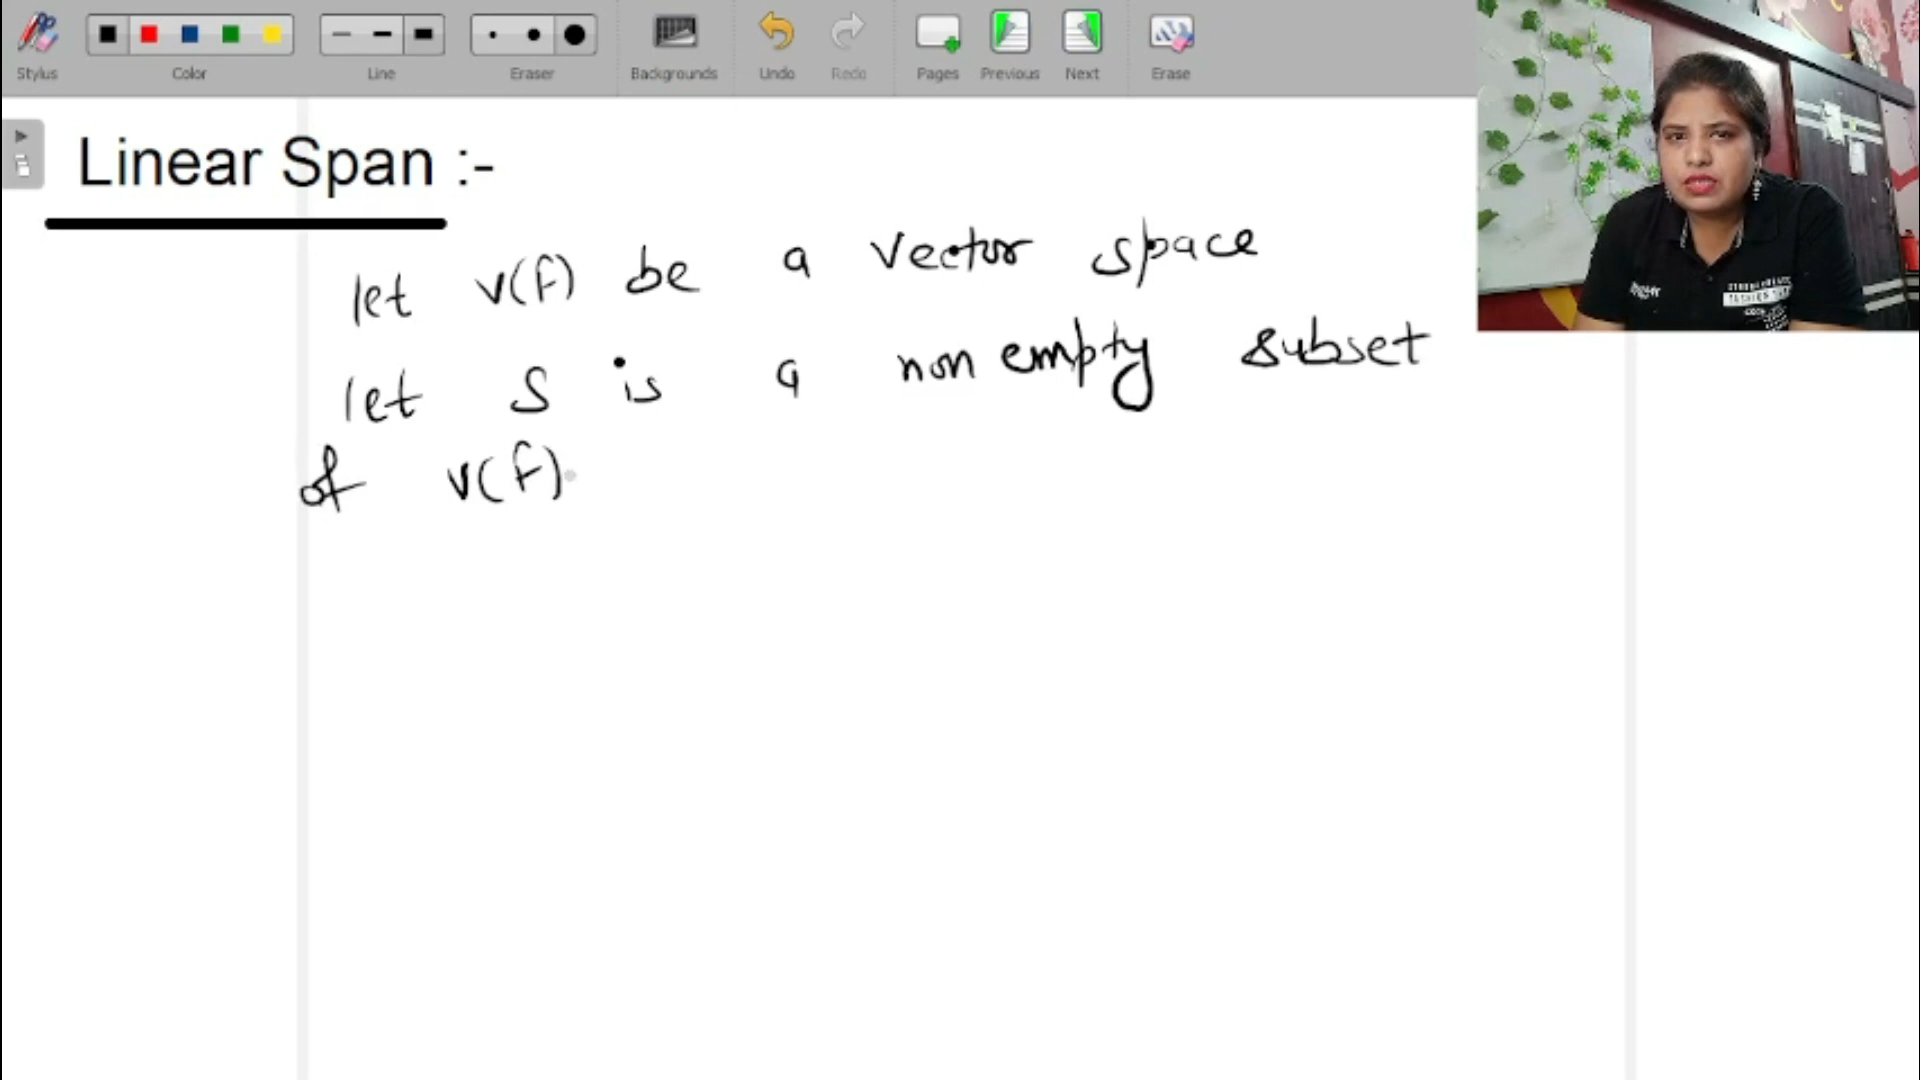 Stylus Color Line Eraser Backgrounds Undo Redo Pages Previous Next Erase
Linear Span :-
let V(F) be a vector space
let S is a non empty subset
of V(F).